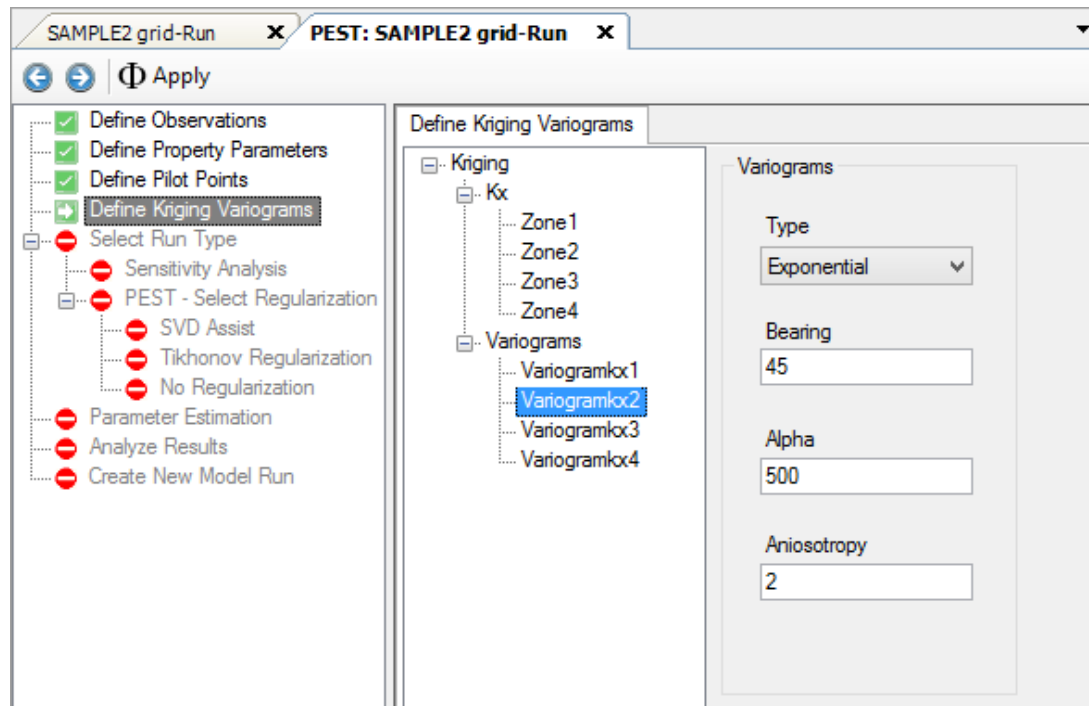 SAMPLE2 grid-Run x PEST: SAMPLE2 grid-Run x
Φ Apply
Define Observations
Define Property Parameters
Define Pilot Points
Define Kriging Variograms
Select Run Type
Sensitivity Analysis
PEST - Select Regularization
SVD Assist
Tikhonov Regularization
No Regularization
Parameter Estimation
Analyze Results
Create New Model Run
Define Kriging Variograms
Kriging
Kx
Zone1
Zone2
Zone3
Zone4
Variograms
Variogramkx1
Variogramkx2
Variogramkx3
Variogramkx4
Variograms
Type
Exponential
Bearing
45
Alpha
500
Aniosotropy
2